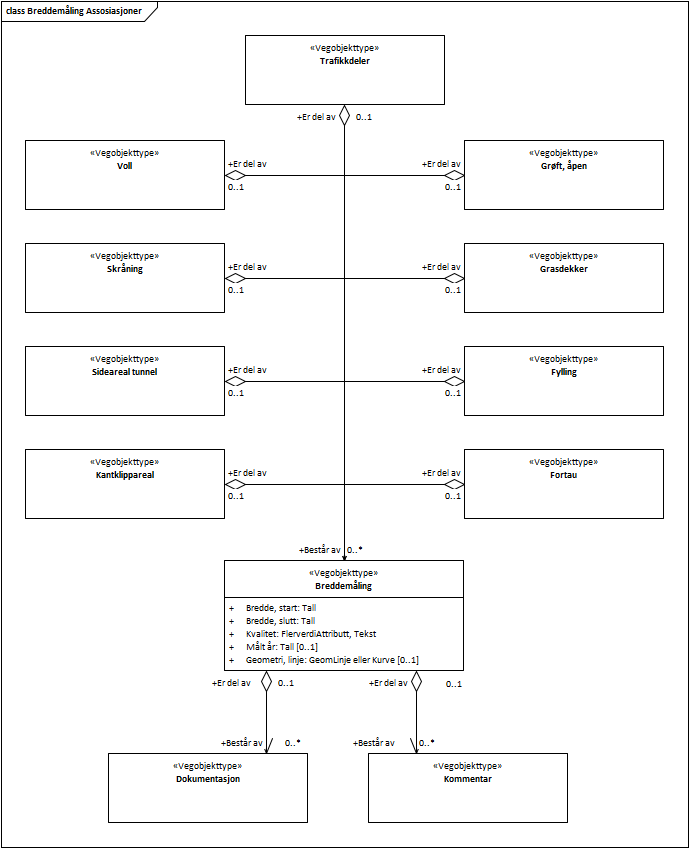 class Breddemåling Assosiasjoner
«Vegobjekttype»
Trafikkdeler
+Er del av 0..1
«Vegobjekttype»
Voll
+Er del av
0..1
+Er del av
0..1
«Vegobjekttype»
Grøft, åpen
«Vegobjekttype»
Skråning
+Er del av
0..1
+Er del av
0..1
«Vegobjekttype»
Grasdekker
«Vegobjekttype»
Sideareal tunnel
+Er del av
0..1
+Er del av
0..1
«Vegobjekttype»
Fylling
«Vegobjekttype»
Kantklippareal
+Er del av
0..1
+Er del av
0..1
«Vegobjekttype»
Fortau
+Består av 0..*
«Vegobjekttype»
Breddemåling
+ Bredde, start: Tall
+ Bredde, slutt: Tall
+ Kvalitet: FlerverdiAttributt, Tekst
+ Målt år: Tall [0..1]
+ Geometri, linje: GeomLinje eller Kurve [0..1]
+Er del av 0..1
+Er del av 0..1
+Består av 0..*
+Består av 0..*
«Vegobjekttype»
Dokumentasjon
«Vegobjekttype»
Kommentar